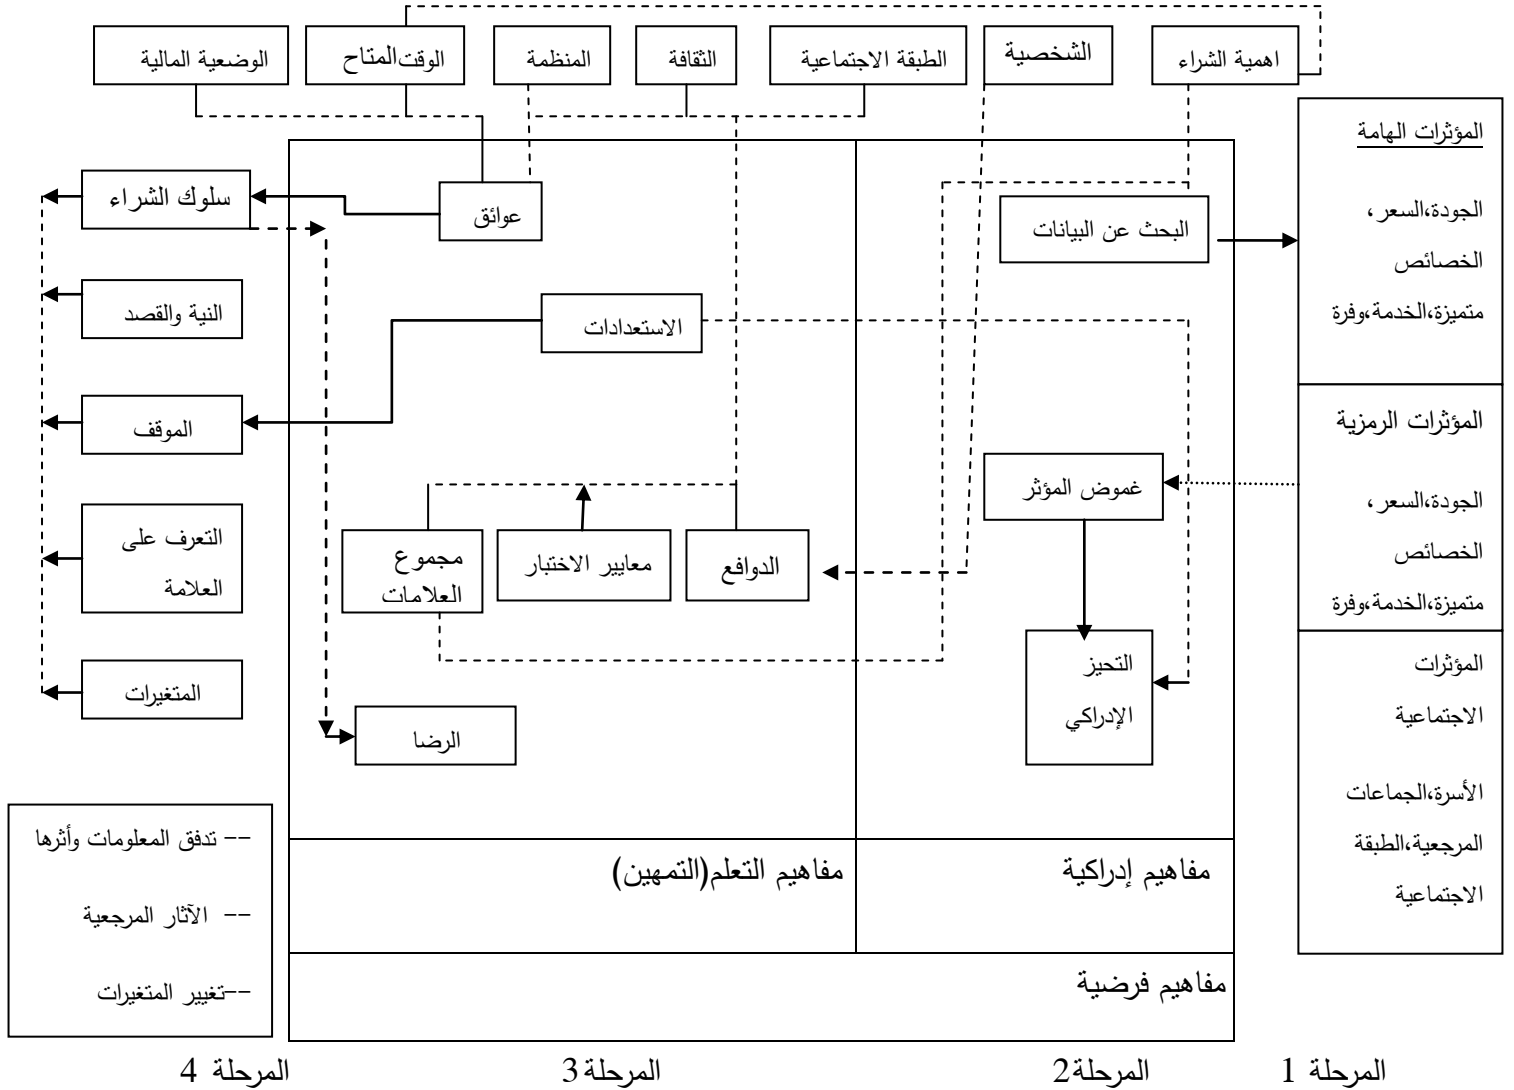 اهمية الشراء
الشخصية
الطبقة الاجتماعية
الثقافة
المنظمة
الوقت المتاح
الوضعية المالية
المؤثرات الهامة
الجودة،السعر،
الخصائص
متميزة،الخدمة،وفرة
المؤثرات الرمزية
الجودة،السعر،
الخصائص
متميزة،الخدمة،وفرة
المؤثرات
الاجتماعية
الأسرة،الجماعات
المرجعية،الطبقة
الاجتماعية
البحث عن البيانات
غموض المؤثر
التحيز
الإدراكي
عوائق
الاستعدادات
الدوافع
معايير الاختبار
مجموع
العلامات
الرضا
سلوك الشراء
النية والقصد
الموقف
التعرف على
العلامة
المتغيرات
-- تدفق المعلومات وأثرها
-- الآثار المرجعية
--تغيير المتغيرات
مفاهيم إدراكية
مفاهيم التعلم(التمهين)
مفاهيم فرضية
المرحلة 1
المرحلة2
المرحلة3
المرحلة 4